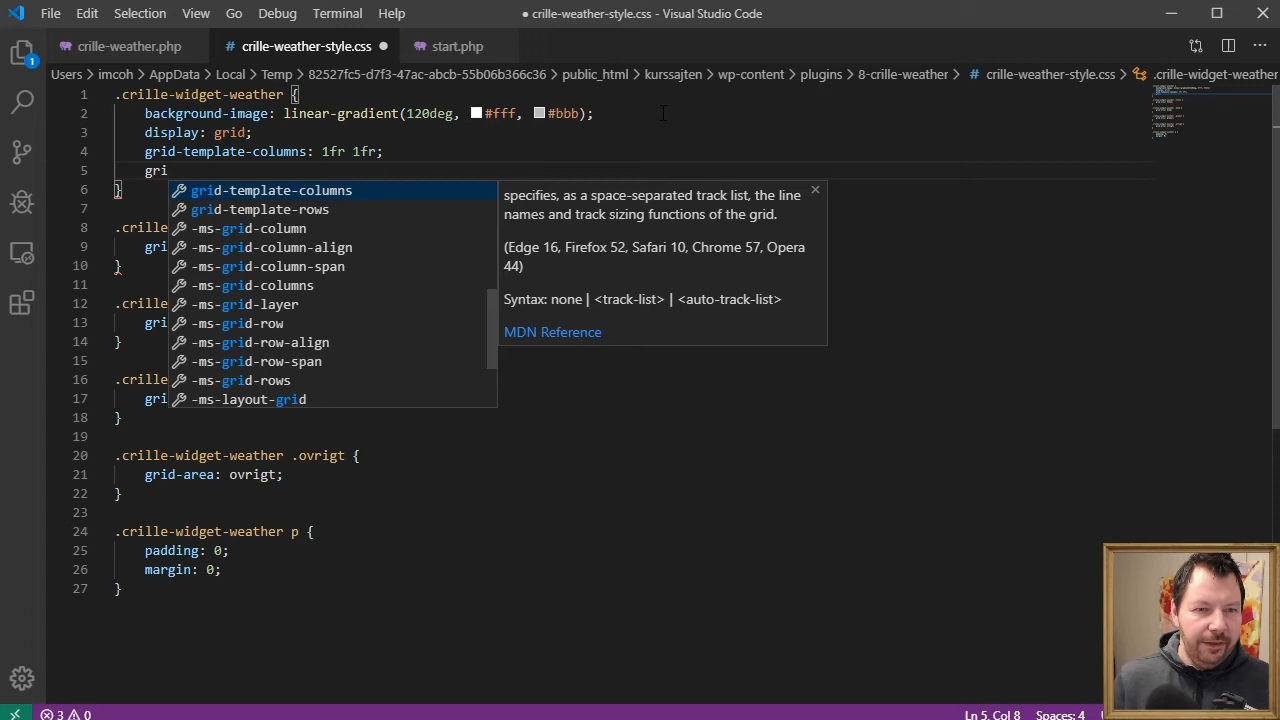 File Edit Selection View Go Debug Terminal Help ● crille-weather-style.css - Visual Studio Code
crille-weather.php # crille-weather-style.css ● start.php ···
Users > imcoh > AppData > Local > Temp > 82527fc5-d7f3-47ac-abcb-55b06b366c36 > public_html > kurssajten > wp-content > plugins > 8-crille-weather > # crille-weather-style.css > .crille-widget-weather
1
1 .crille-widget-weather {
2 background-image: linear-gradient(120deg, #fff, #bbb);
3 display: grid;
4 grid-template-columns: 1fr 1fr;
5 gri
6 }
7
8 .crille
9 gri
10 }
11
12 .crille
13 gri
14 }
15
16 .crille
17 gri
18 }
19
20 .crille-widget-weather .ovrigt {
21 grid-area: ovrigt;
22 }
23
24 .crille-widget-weather p {
25 padding: 0;
26 margin: 0;
27 }
grid-template-columns
grid-template-rows
-ms-grid-column
-ms-grid-column-align
-ms-grid-column-span
-ms-grid-columns
-ms-grid-layer
-ms-grid-row
-ms-grid-row-align
-ms-grid-row-span
-ms-grid-rows
-ms-layout-grid
specifies, as a space-separated track list, the line
names and track sizing functions of the grid.
(Edge 16, Firefox 52, Safari 10, Chrome 57, Opera
44)
Syntax: none | <track-list> | <auto-track-list>
MDN Reference
3 0 Ln 5, Col 8 Spaces: 4